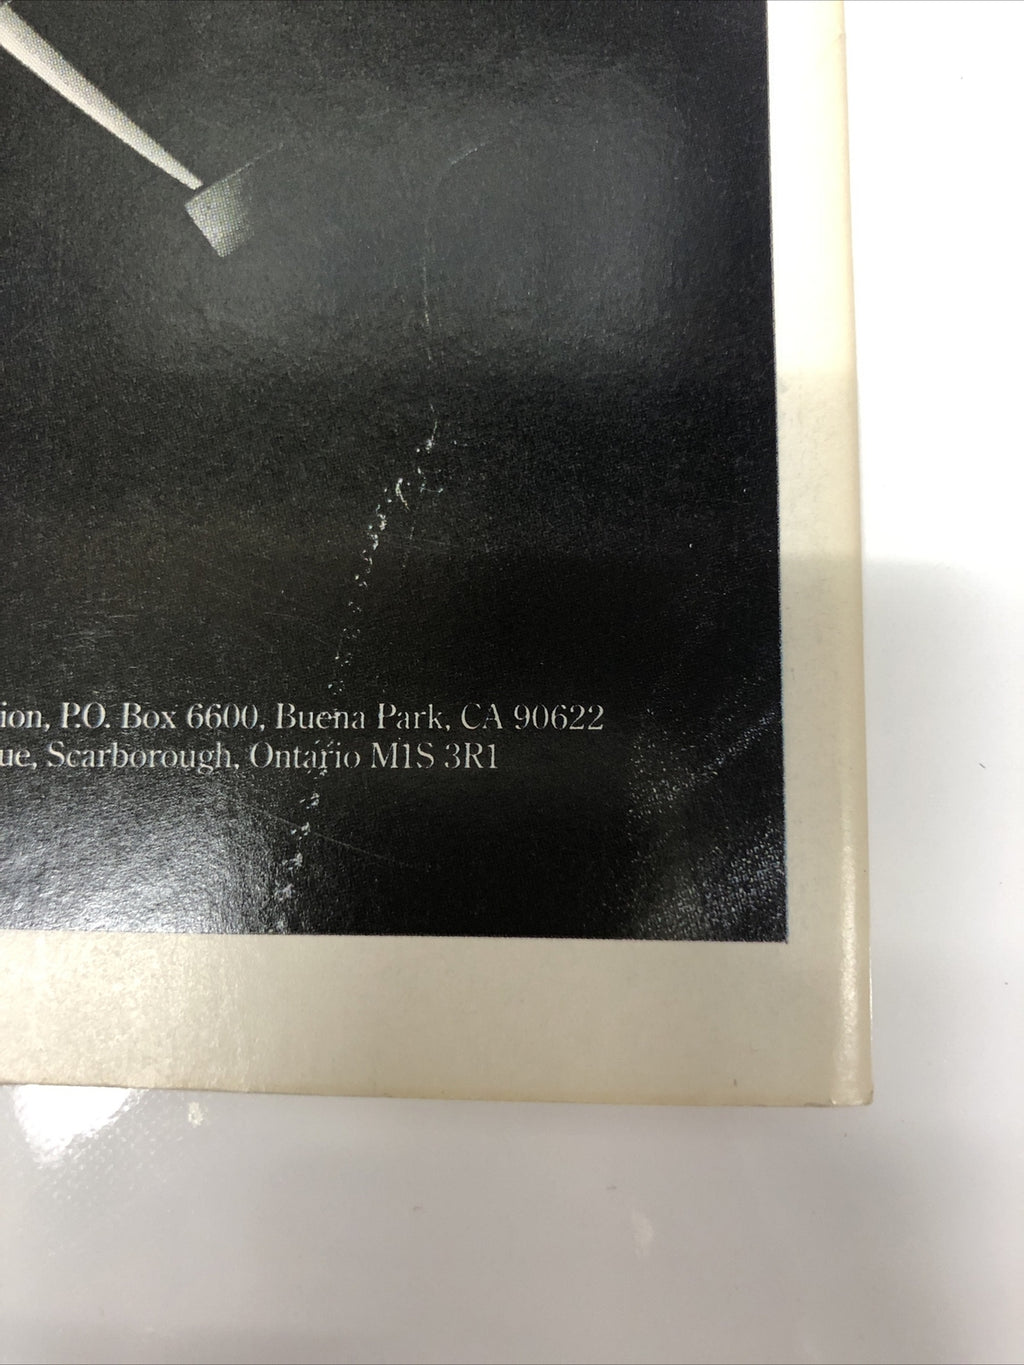 ion, P.O. Box 6600, Buena Park, CA 90622
ue, Scarborough, Ontario M1S 3R1